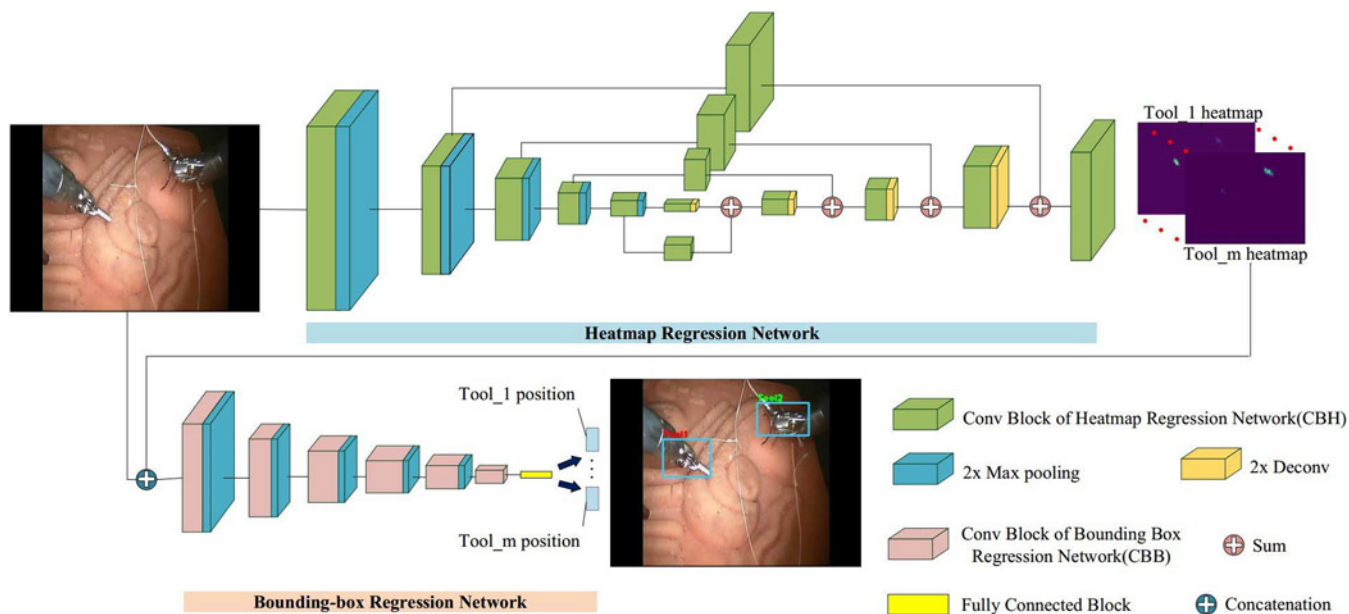 Tool_1 heatmap
Tool_m heatmap
Heatmap Regression Network
Tool_1 position
Tool_m position
Tool1
Tool2
Conv Block of Heatmap Regression Network(CBH)
2x Max pooling
2x Deconv
Conv Block of Bounding Box
Regression Network(CBB)
Sum
Fully Connected Block
Concatenation
Bounding-box Regression Network